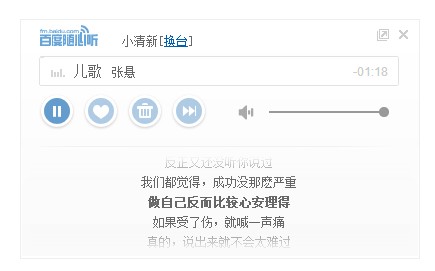 fm.baidu.com
百度随心听
小清新[换台]
儿歌 张悬 -01:18
反正又还没听你说过
我们都觉得，成功没那麽严重
做自己反而比较心安理得
如果受了伤，就喊一声痛
真的，说出来就不会太难过